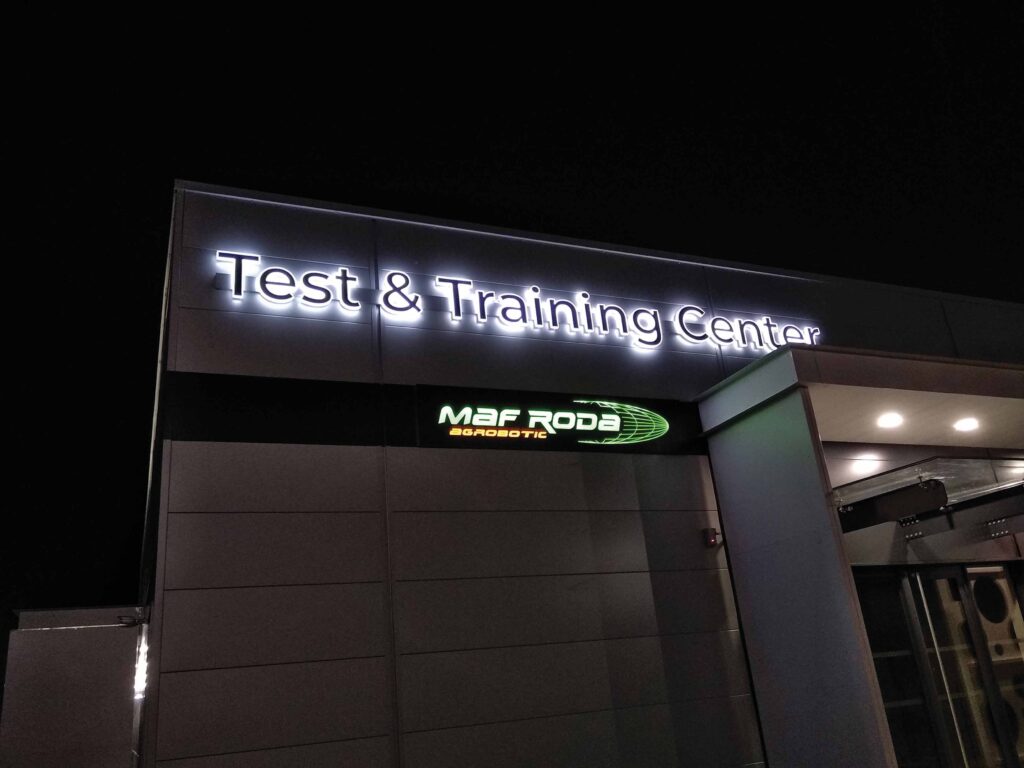 Test & Training Center
MAF RODA
AGROBOTIC